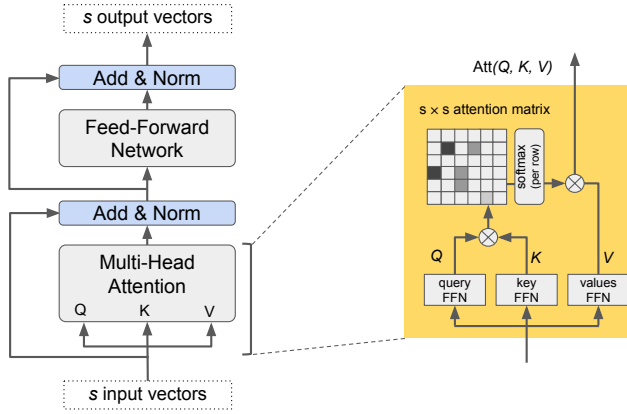 s output vectors
Add & Norm
Feed-Forward
Network
Add & Norm
Multi-Head
Attention
Q K V
s input vectors
Att(Q, K, V)
s × s attention matrix
softmax
(per row)
Q K V
query
FFN
key
FFN
values
FFN